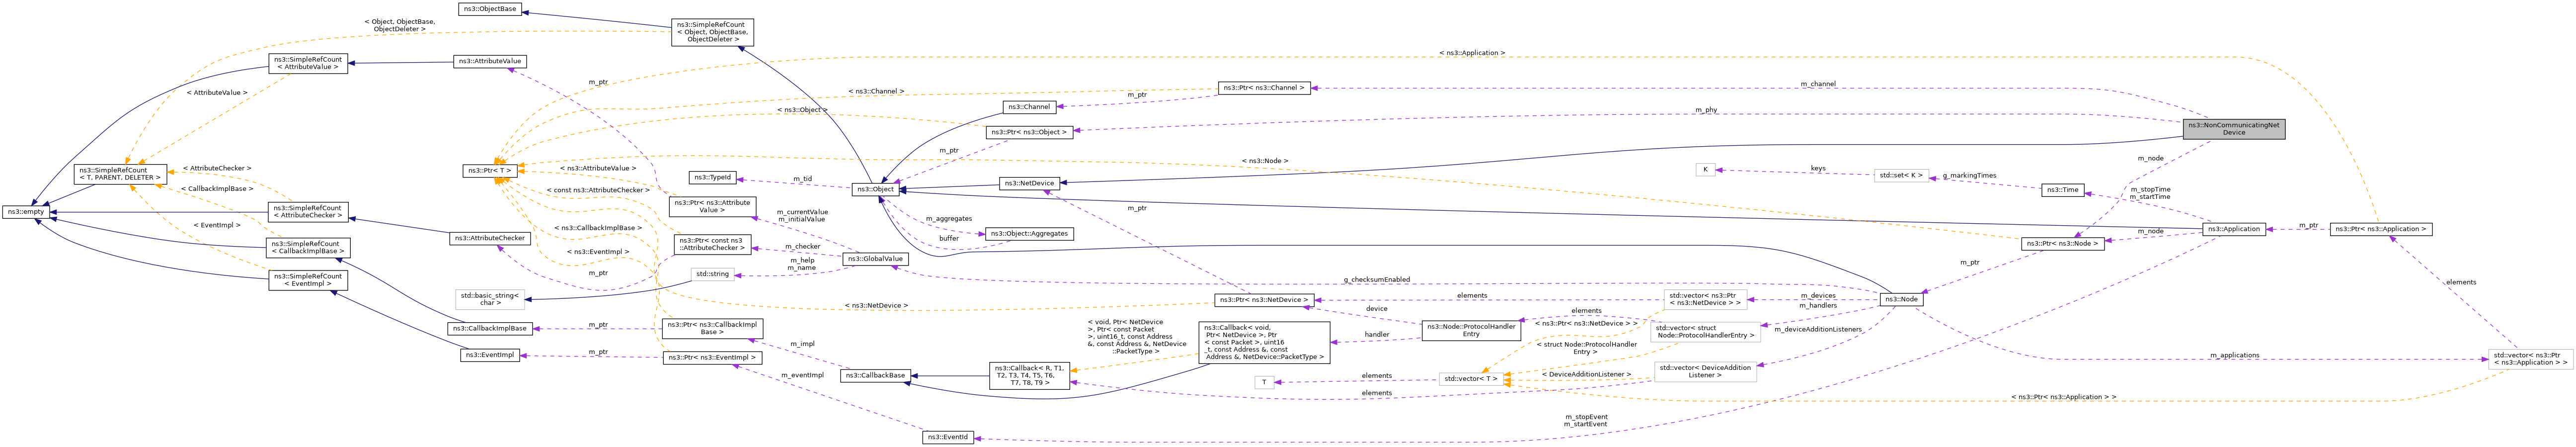 ns3::ObjectBase
< Object, ObjectBase,
ObjectDeleter >
ns3::SimpleRefCount
< Object, ObjectBase,
ObjectDeleter >
ns3::SimpleRefCount
< AttributeValue >
ns3::AttributeValue
< ns3::Application >
m_ptr
< AttributeValue >
< ns3::Channel >
m_ptr
ns3::Ptr< ns3::Channel >
m_channel
ns3::Channel
< ns3::Object >
m_phy
ns3::Ptr< ns3::Object >
ns3::NonCommunicatingNet
Device
m_ptr
< ns3::Node >
m_node
ns3::SimpleRefCount
< T, PARENT, DELETER >
< AttributeChecker >
ns3::Ptr< T >
< ns3::AttributeValue >
ns3::TypeId
m_tid
ns3::Object
ns3::NetDevice
K
keys
std::set< K >
g_markingTimes
ns3::Time
m_stopTime
m_startTime
< CallbackImplBase >
< const ns3::AttributeChecker >
ns3::empty
ns3::SimpleRefCount
< AttributeChecker >
ns3::Ptr< ns3::Attribute
Value >
m_currentValue
m_initialValue
m_aggregates
m_ptr
< EventImpl >
< ns3::CallbackImplBase >
buffer
ns3::Object::Aggregates
ns3::Application
m_ptr
ns3::Ptr< ns3::Application >
m_node
ns3::AttributeChecker
ns3::SimpleRefCount
< CallbackImplBase >
ns3::Ptr< const ns3
::AttributeChecker >
m_checker
ns3::Ptr< ns3::Node >
< ns3::EventImpl >
ns3::GlobalValue
m_help
m_name
m_ptr
ns3::SimpleRefCount
< EventImpl >
m_ptr
std::string
g_checksumEnabled
elements
std::basic_string<
char >
< ns3::NetDevice >
ns3::Ptr< ns3::NetDevice >
elements
std::vector< ns3::Ptr
< ns3::NetDevice > >
m_devices
ns3::Node
m_handlers
device
elements
ns3::CallbackImplBase
m_ptr
ns3::Ptr< ns3::CallbackImpl
Base >
< void, Ptr< NetDevice
>, Ptr< const Packet
>, uint16_t, const Address
&, const Address &, NetDevice
::PacketType >
ns3::Callback< void,
Ptr< NetDevice >, Ptr
< const Packet >, uint16
_t, const Address &, const
Address &, NetDevice::PacketType >
handler
ns3::Node::ProtocolHandler
Entry
< ns3::Ptr< ns3::NetDevice > >
std::vector< struct
Node::ProtocolHandlerEntry >
m_deviceAdditionListeners
m_impl
< struct Node::ProtocolHandler
Entry >
ns3::EventImpl
m_ptr
ns3::Ptr< ns3::EventImpl >
m_applications
std::vector< ns3::Ptr
< ns3::Application > >
m_eventImpl
ns3::CallbackBase
ns3::Callback< R, T1,
T2, T3, T4, T5, T6,
T7, T8, T9 >
T
elements
std::vector< T >
< DeviceAdditionListener >
std::vector< DeviceAddition
Listener >
elements
< ns3::Ptr< ns3::Application > >
m_stopEvent
m_startEvent
ns3::EventId